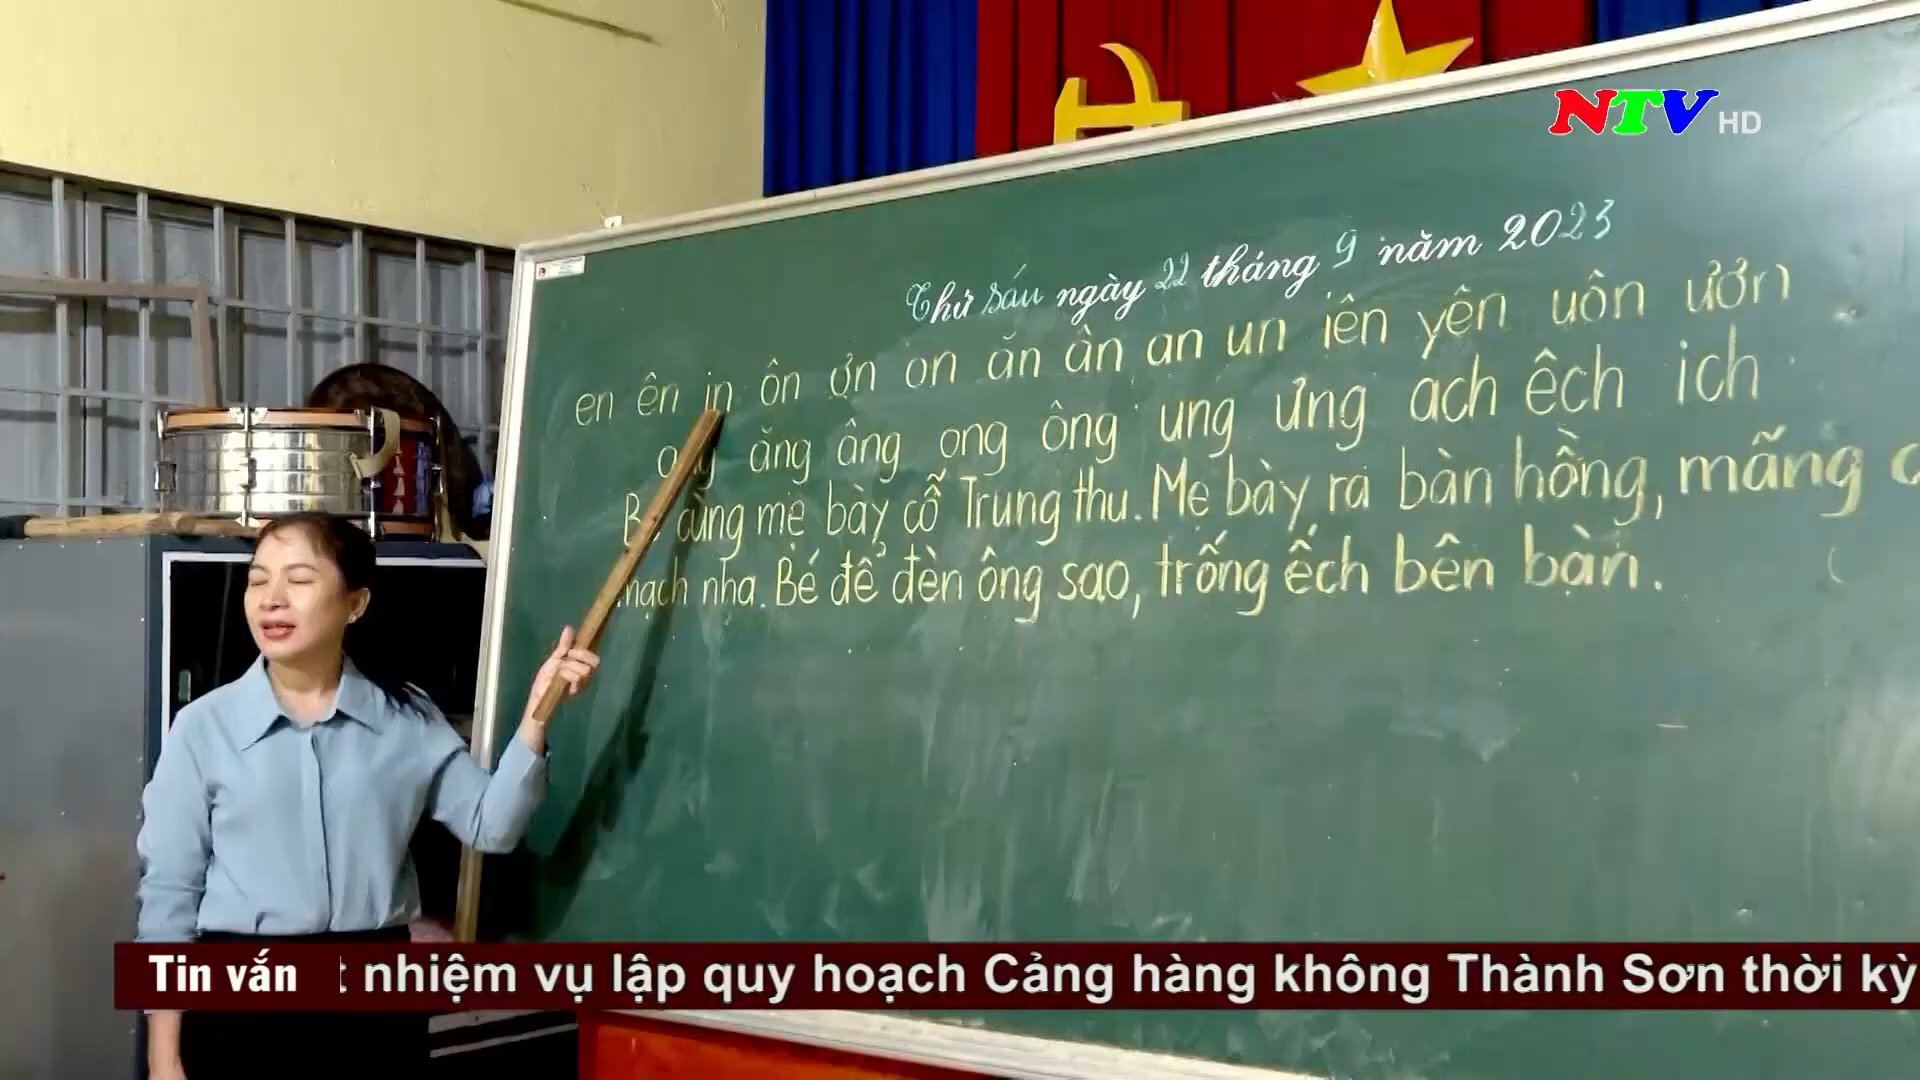 NTV HD
Thứ sáu ngày 22 tháng 9 năm 2023
en ên in ôn ơn on ăn ân an un iên yên uôn ươn
ăng âng ong ông ung ưng ach êch ich
cùng mẹ bày cỗ Trung thu. Mẹ bày ra bàn hồng, mãng
mạch nha. Bé để đèn ông sao, trống ếch bên bàn.
Tin vắn nhiệm vụ lập quy hoạch Cảng hàng không Thành Sơn thời kỳ